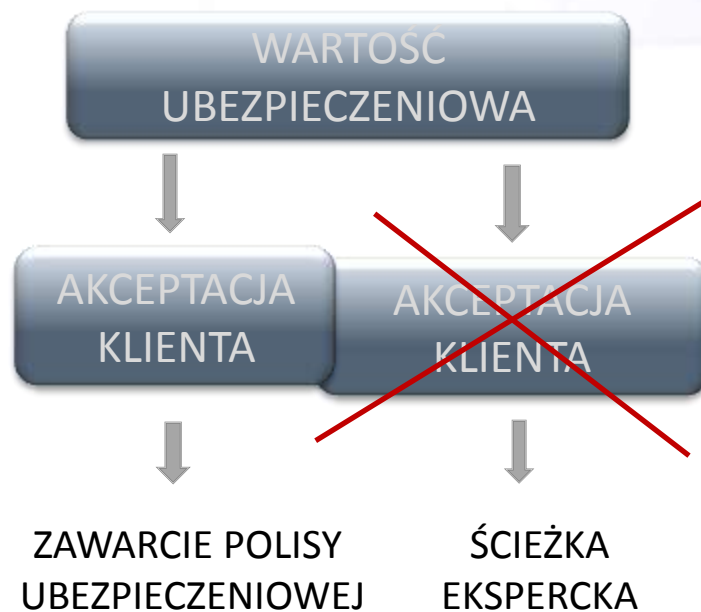 WARTOŚĆ
UBEZPIECZENIOWA
AKCEPTACJA
KLIENTA
AKCEPTACJA
KLIENTA
ZAWARCIE POLISY
UBEZPIECZENIOWEJ
ŚCIEŻKA
EKSPERCKA